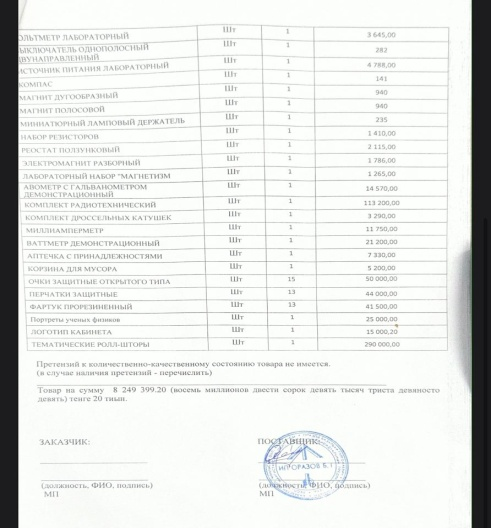 ОЛЬТМЕТР ЛАБОРАТОРНЫЙ Шт 1 3 645,00
ЫКЛЮЧАТЕЛЬ ОДНОПОЛОСНЫЙ Шт 1 282
ДВУНАПРАВЛЕННЫЙ
ИСТОЧНИК ПИТАНИЯ ЛАБОРАТОРНЫЙ Шт 1 4 788,00
КОМПАС Шт 1 141
МАГНИТ ДУГООБРАЗНЫЙ Шт 1 940
МАГНИТ ПОЛОСОВОЙ Шт 1 940
МИНИАТЮРНЫЙ ЛАМПОВЫЙ ДЕРЖАТЕЛЬ Шт 1 235
НАБОР РЕЗИСТОРОВ Шт 1 1 410,00
РЕОСТАТ ПОЛЗУНКОВЫЙ Шт 1 2 115,00
ЭЛЕКТРОМАГНИТ РАЗБОРНЫЙ Шт 1 1 786,00
ЛАБОРАТОРНЫЙ НАБОР "МАГНЕТИЗМ Шт 1 1 265,00
АВОМЕТР С ГАЛЬВАНОМЕТРОМ Шт 1 14 570,00
ДЕМОНСТРАЦИОННЫЙ
КОМПЛЕКТ РАДИОТЕХНИЧЕСКИЙ Шт 1 113 200,00
КОМПЛЕКТ ДРОССЕЛЬНЫХ КАТУШЕК Шт 1 3 290,00
МИЛЛИАМПЕРМЕТР Шт 1 11 750,00
ВАТТМЕТР ДЕМОНСТРАЦИОННЫЙ Шт 1 21 200,00
АПТЕЧКА С ПРИНАДЛЕЖНОСТЯМИ Шт 1 7 330,00
КОРЗИНА ДЛЯ МУСОРА Шт 1 5 200,00
ОЧКИ ЗАЩИТНЫЕ ОТКРЫТОГО ТИПА Шт 15 50 000,00
ПЕРЧАТКИ ЗАЩИТНЫЕ Шт 13 44 000,00
ФАРТУК ПРОРЕЗИНЕННЫЙ Шт 13 41 500,00
Портреты ученых физиков Шт 1 25 000,00
ЛОГОТИП КАБИНЕТА Шт 1 15 000,20
ТЕМАТИЧЕСКИЕ РОЛЛ-ШТОРЫ Шт 1 290 000,00
Претензий к количественно-качественному состоянию товара не имеется.
(в случае наличия претензий - перечислить)
Товар на сумму 8 249 399.20 (восемь миллионов двести сорок девять тысяч триста девяносто
девять) тенге 20 тиын.
ЗАКАЗЧИК: ПОСТАВЩИК:
(должность, ФИО, подпись) (должность, ФИО, подпись)
МП МП